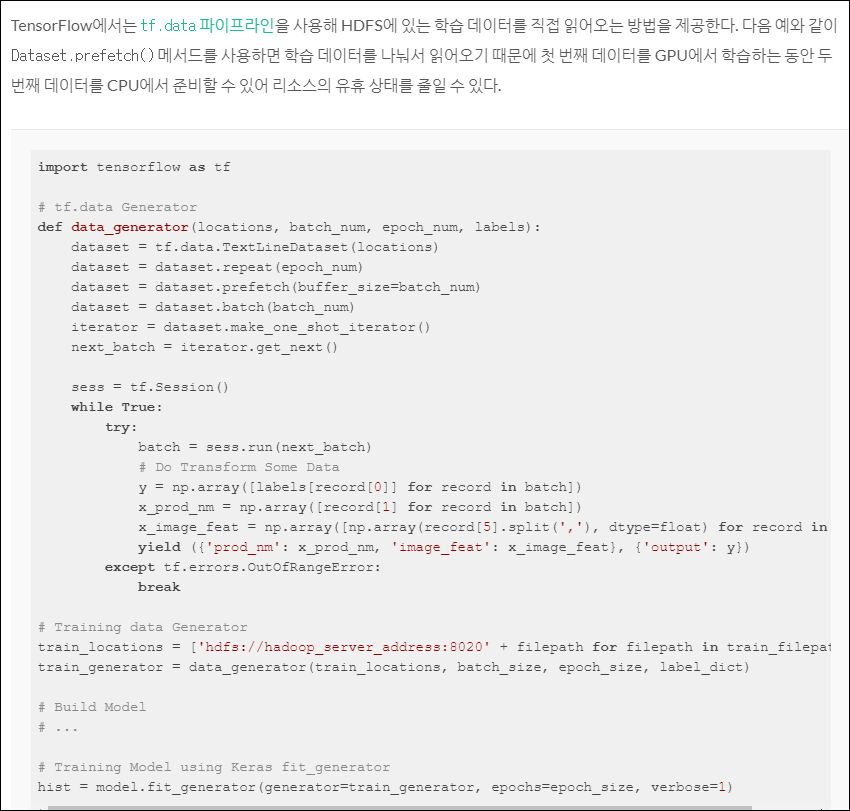 TensorFlow에서는 tf.data 파이프라인을 사용해 HDFS에 있는 학습 데이터를 직접 읽어오는 방법을 제공한다. 다음 예와 같이
Dataset.prefetch() 메서드를 사용하면 학습 데이터를 나눠서 읽어오기 때문에 첫 번째 데이터를 GPU에서 학습하는 동안 두
번째 데이터를 CPU에서 준비할 수 있어 리소스의 유휴 상태를 줄일 수 있다.
import tensorflow as tf
# tf.data Generator
def data_generator(locations, batch_num, epoch_num, labels):
    dataset = tf.data.TextLineDataset(locations)
    dataset = dataset.repeat(epoch_num)
    dataset = dataset.prefetch(buffer_size=batch_num)
    dataset = dataset.batch(batch_num)
    iterator = dataset.make_one_shot_iterator()
    next_batch = iterator.get_next()
    sess = tf.Session()
    while True:
        try:
            batch = sess.run(next_batch)
            # Do Transform Some Data
            y = np.array([labels[record[0]] for record in batch])
            x_prod_nm = np.array([record[1] for record in batch])
            x_image_feat = np.array([np.array(record[5].split(','), dtype=float) for record in
            yield ({'prod_nm': x_prod_nm, 'image_feat': x_image_feat}, {'output': y})
        except tf.errors.OutOfRangeError:
            break
# Training data Generator
train_locations = ['hdfs://hadoop_server_address:8020' + filepath for filepath in train_filepat
train_generator = data_generator(train_locations, batch_size, epoch_size, label_dict)
# Build Model
# ...
# Training Model using Keras fit_generator
hist = model.fit_generator(generator=train_generator, epochs=epoch_size, verbose=1)